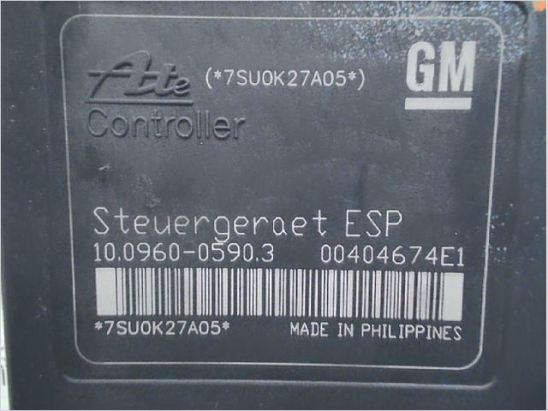 Ate (*7SU0K27A05*) GM
Controller
Steuergeraet ESP
10.0960-0590.3 00404674E1
*7SU0K27A05* MADE IN PHILIPPINES